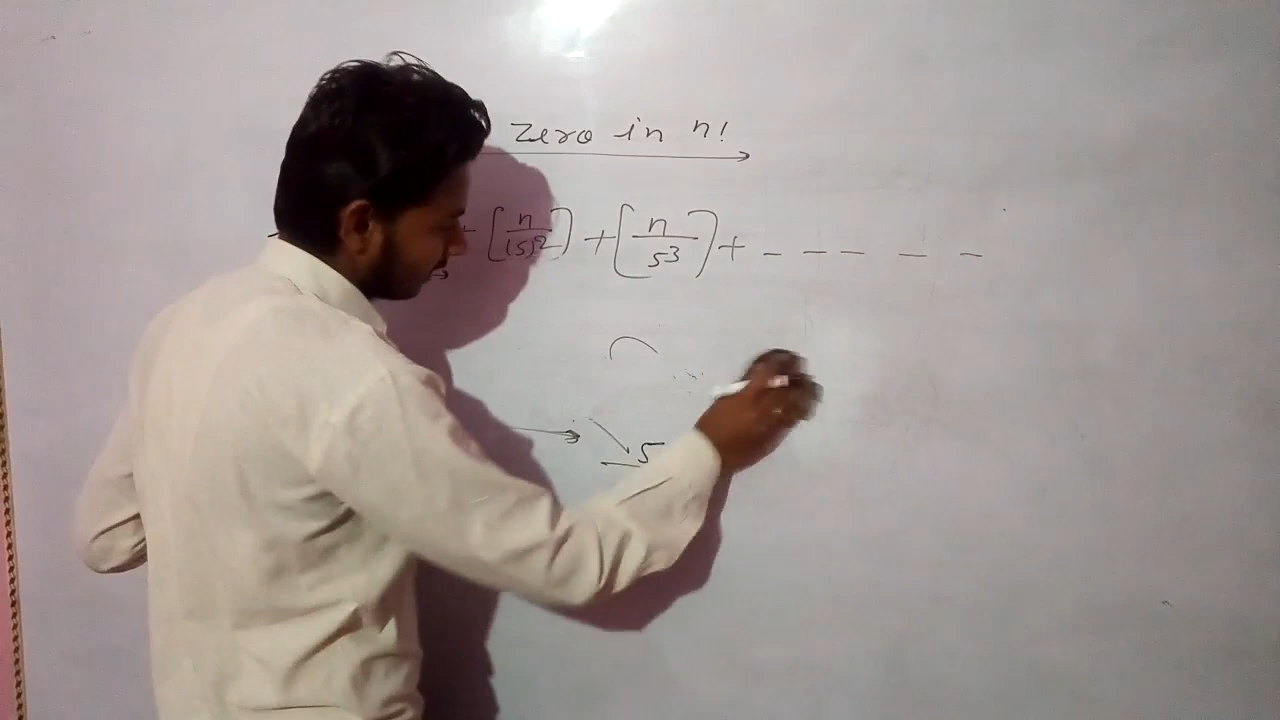 Zero in n!
[n/(5)2] + [n/53] + - - - - -
5